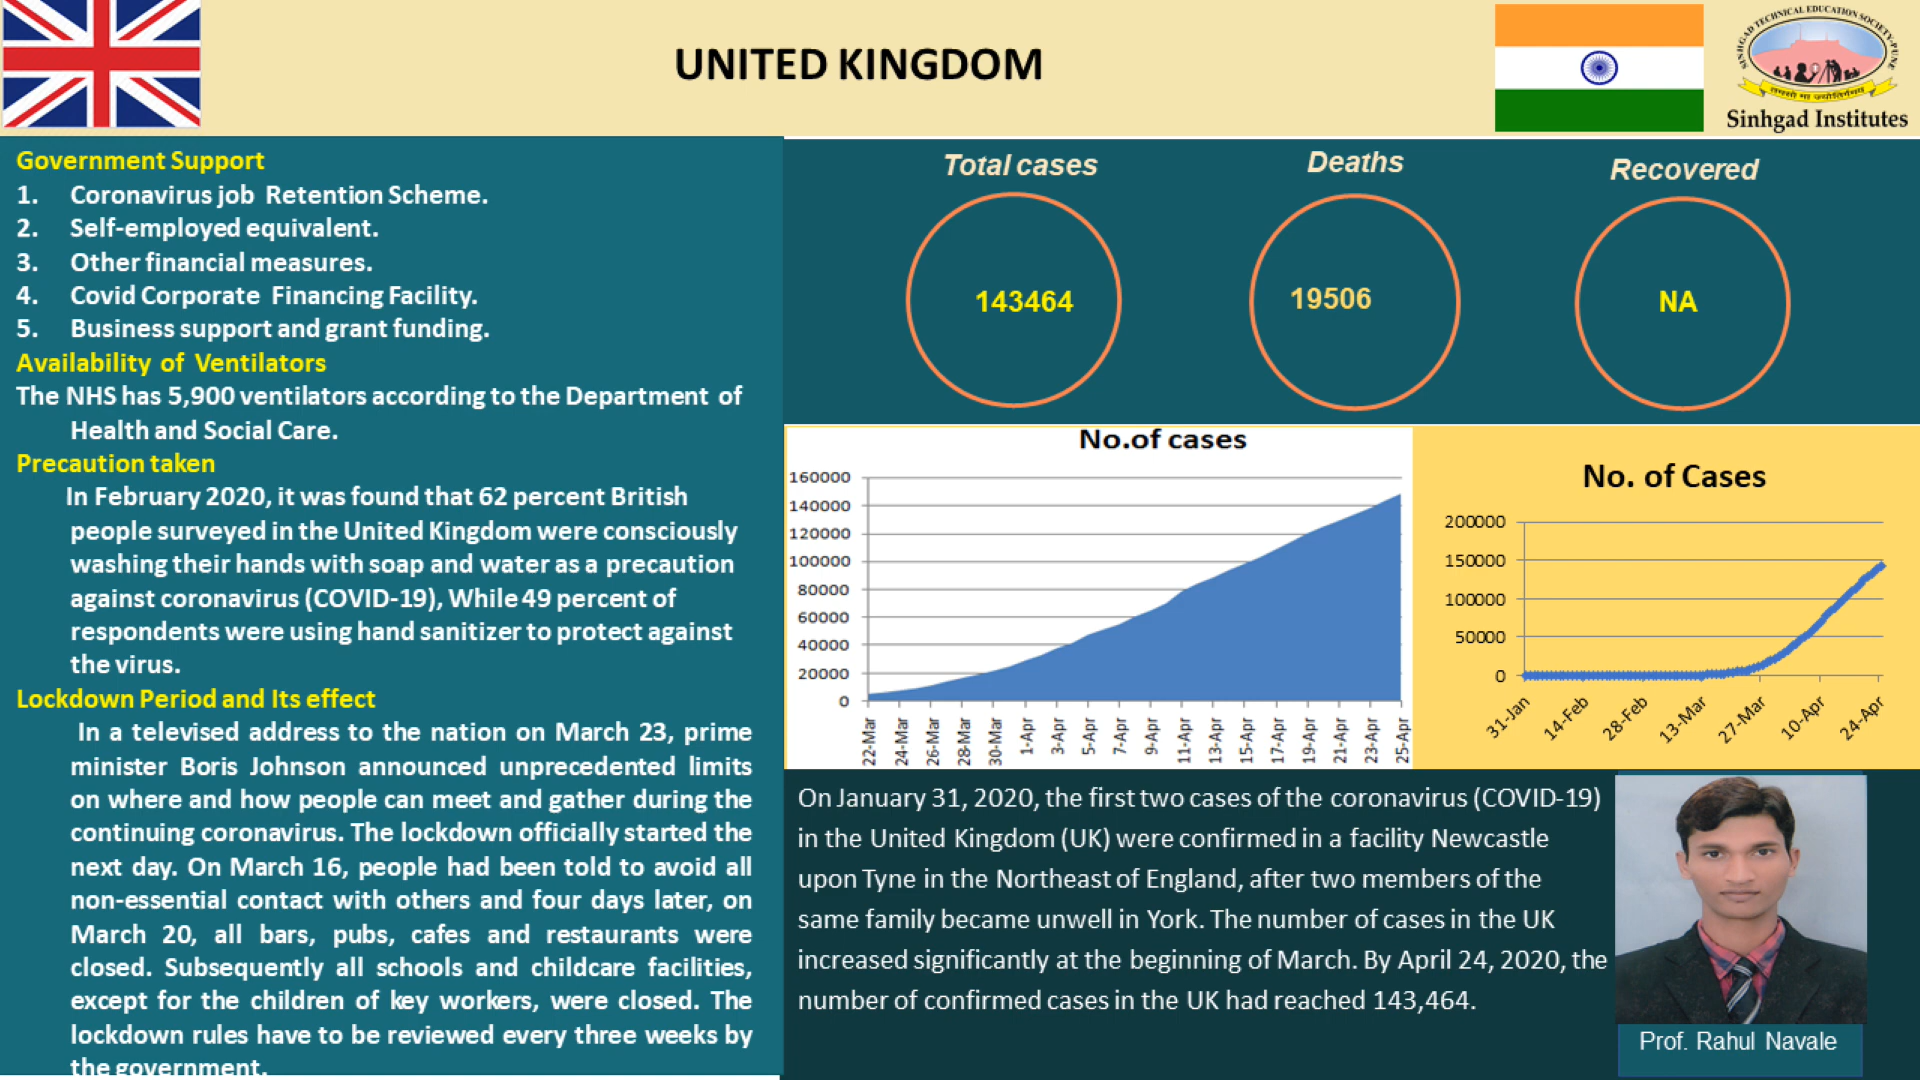 UNITED KINGDOM
SINHGAD TECHNICAL EDUCATION SOCIETY-PUNE
Sinhgad Institutes
Government Support
1. Coronavirus job Retention Scheme.
2. Self-employed equivalent.
3. Other financial measures.
4. Covid Corporate Financing Facility.
5. Business support and grant funding.
Availability of Ventilators
The NHS has 5,900 ventilators according to the Department of
Health and Social Care.
Precaution taken
In February 2020, it was found that 62 percent British
people surveyed in the United Kingdom were consciously
washing their hands with soap and water as a precaution
against coronavirus (COVID-19), While 49 percent of
respondents were using hand sanitizer to protect against
the virus.
Lockdown Period and Its effect
In a televised address to the nation on March 23, prime
minister Boris Johnson announced unprecedented limits
on where and how people can meet and gather during the
continuing coronavirus. The lockdown officially started the
next day. On March 16, people had been told to avoid all
non-essential contact with others and four days later, on
March 20, all bars, pubs, cafes and restaurants were
closed. Subsequently all schools and childcare facilities,
except for the children of key workers, were closed. The
lockdown rules have to be reviewed every three weeks by
the government.
Total cases
143464
Deaths
19506
Recovered
NA
No.of cases
160000
140000
120000
100000
80000
60000
40000
20000
0
22-Mar
24-Mar
26-Mar
28-Mar
30-Mar
1-Apr
3-Apr
5-Apr
7-Apr
9-Apr
11-Apr
13-Apr
15-Apr
17-Apr
19-Apr
21-Apr
23-Apr
25-Apr
No. of Cases
200000
150000
100000
50000
0
31-Jan
14-Feb
28-Feb
13-Mar
27-Mar
10-Apr
24-Apr
On January 31, 2020, the first two cases of the coronavirus (COVID-19)
in the United Kingdom (UK) were confirmed in a facility Newcastle
upon Tyne in the Northeast of England, after two members of the
same family became unwell in York. The number of cases in the UK
increased significantly at the beginning of March. By April 24, 2020, the
number of confirmed cases in the UK had reached 143,464.
Prof. Rahul Navale